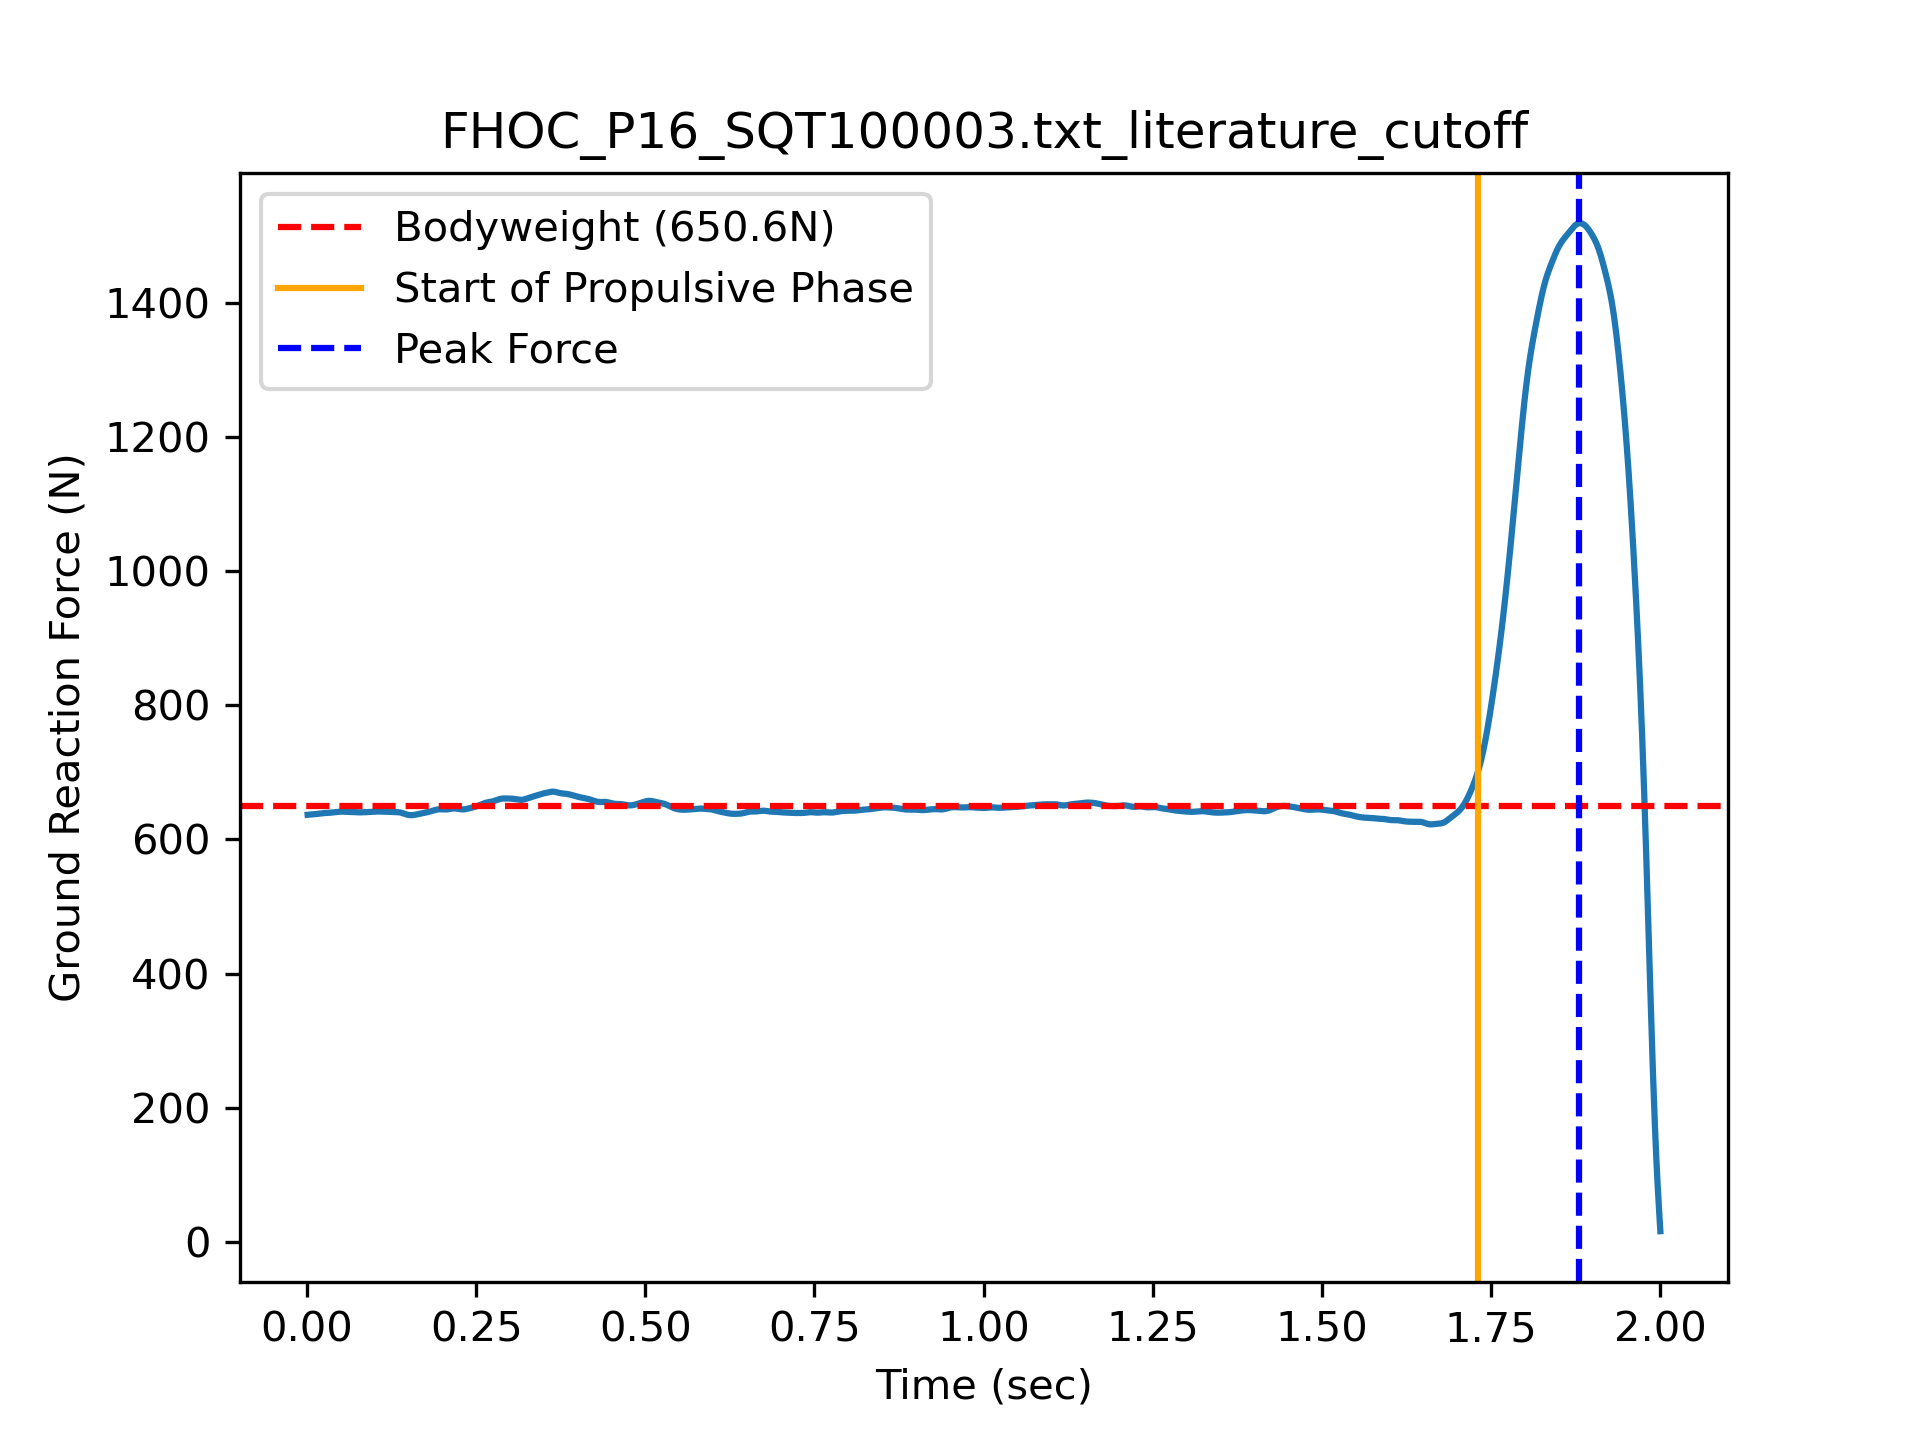 FHOC_P16_SQT100003.txt_literature_cutoff
Bodyweight (650.6N)
Start of Propulsive Phase
Peak Force
Ground Reaction Force (N)
1400
1200
1000
800
600
400
200
0
0.00 0.25 0.50 0.75 1.00 1.25 1.50 1.75 2.00
Time (sec)